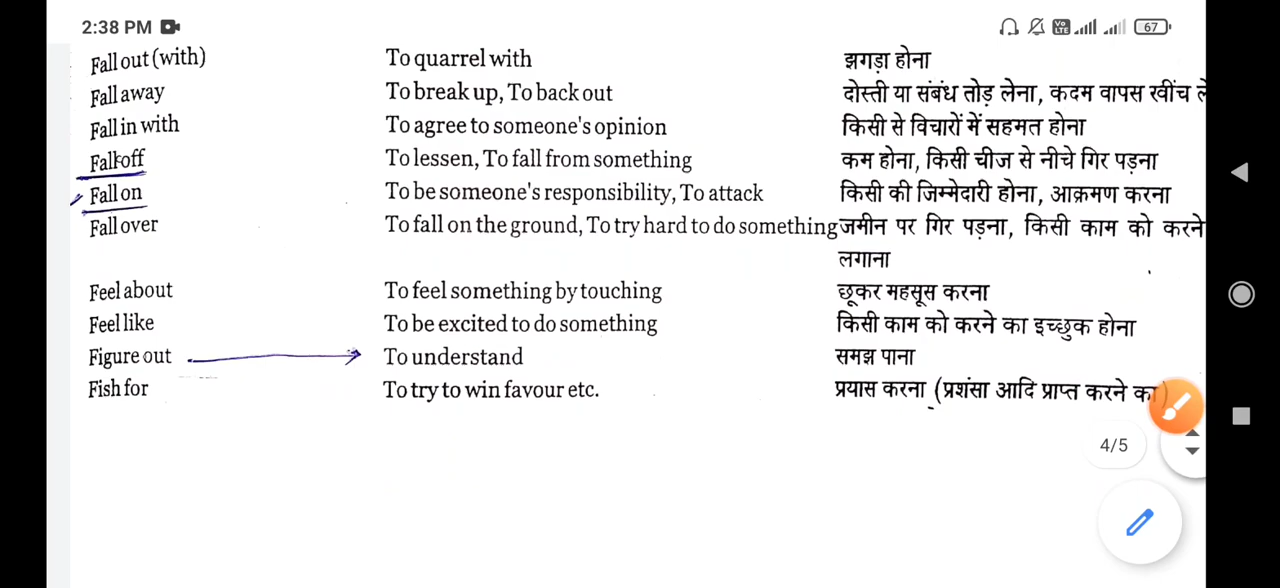 2:38 PM
Vo LTE
67
Fall out (with) To quarrel with झगड़ा होना
Fall away To break up, To back out दोस्ती या संबंध तोड़ लेना, कदम वापस खींच
Fall in with To agree to someone's opinion किसी से विचारों में सहमत होना
Fall off To lessen, To fall from something कम होना, किसी चीज से नीचे गिर पड़ना
Fall on To be someone's responsibility, To attack किसी की जिम्मेदारी होना, आक्रमण करना
Fall over To fall on the ground, To try hard to do something जमीन पर गिर पड़ना, किसी काम को करने
लगाना
Feel about To feel something by touching छूकर महसूस करना
Feel like To be excited to do something किसी काम को करने का इच्छुक होना
Figure out To understand समझ पाना
Fish for To try to win favour etc. प्रयास करना (प्रशंसा आदि प्राप्त करने का)
4/5